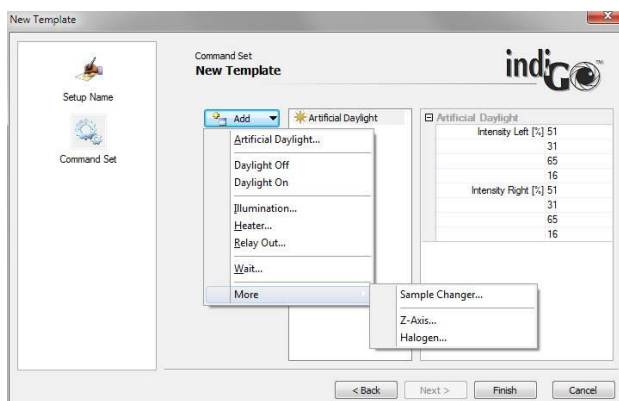 New Template
Setup Name
Command Set
Command Set
New Template
indiGo™
Add
Artificial Daylight...
Daylight Off
Daylight On
Illumination...
Heater...
Relay Out...
Wait...
More
Sample Changer...
Z-Axis...
Halogen...
Artificial Daylight
Artificial Daylight
Intensity Left [%] 51
31
65
16
Intensity Right [%] 51
31
65
16
< Back
Next >
Finish
Cancel